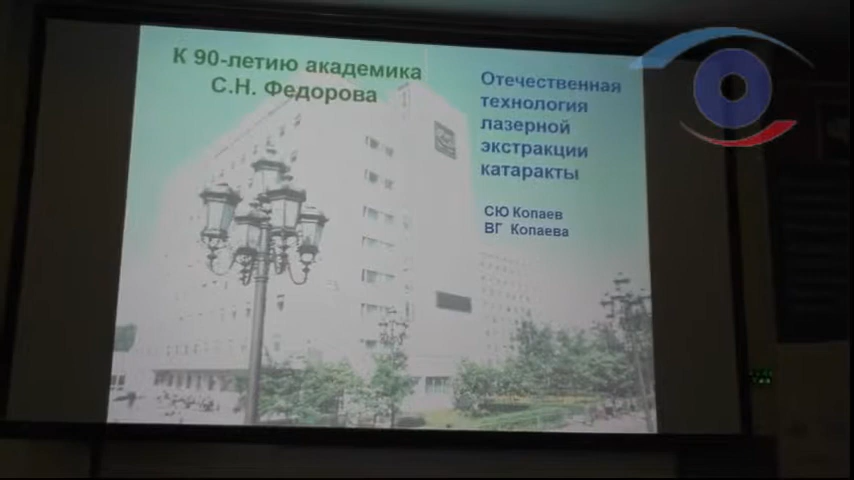 К 90-летию академика
С.Н. Федорова
Отечественная
технология
лазерной
экстракции
катаракты
СЮ Копаев
ВГ Копаева